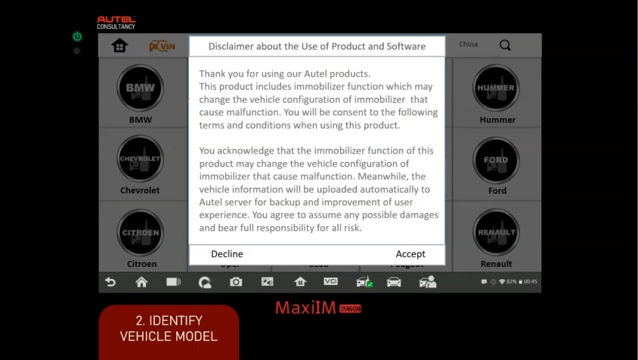 AUTEL
CONSULTANCY
VIN
China
Disclaimer about the Use of Product and Software
Thank you for using our Autel products.
This product includes immobilizer function which may
change the vehicle configuration of immobilizer that
cause malfunction. You will be consent to the following
terms and conditions when using this product.
You acknowledge that the immobilizer function of this
product may change the vehicle configuration of
immobilizer that cause malfunction. Meanwhile, the
vehicle information will be uploaded automatically to
Autel server for backup and improvement of user
experience. You agree to assume any possible damages
and bear full responsibility for all risk.
Decline
Accept
BMW
BMW
HUMMER
Hummer
CHEVROLET
Chevrolet
FORD
Ford
CITROËN
Citroen
RENAULT
Renault
VCI
82% 00:45
MaxiIM IM608
2. IDENTIFY
VEHICLE MODEL